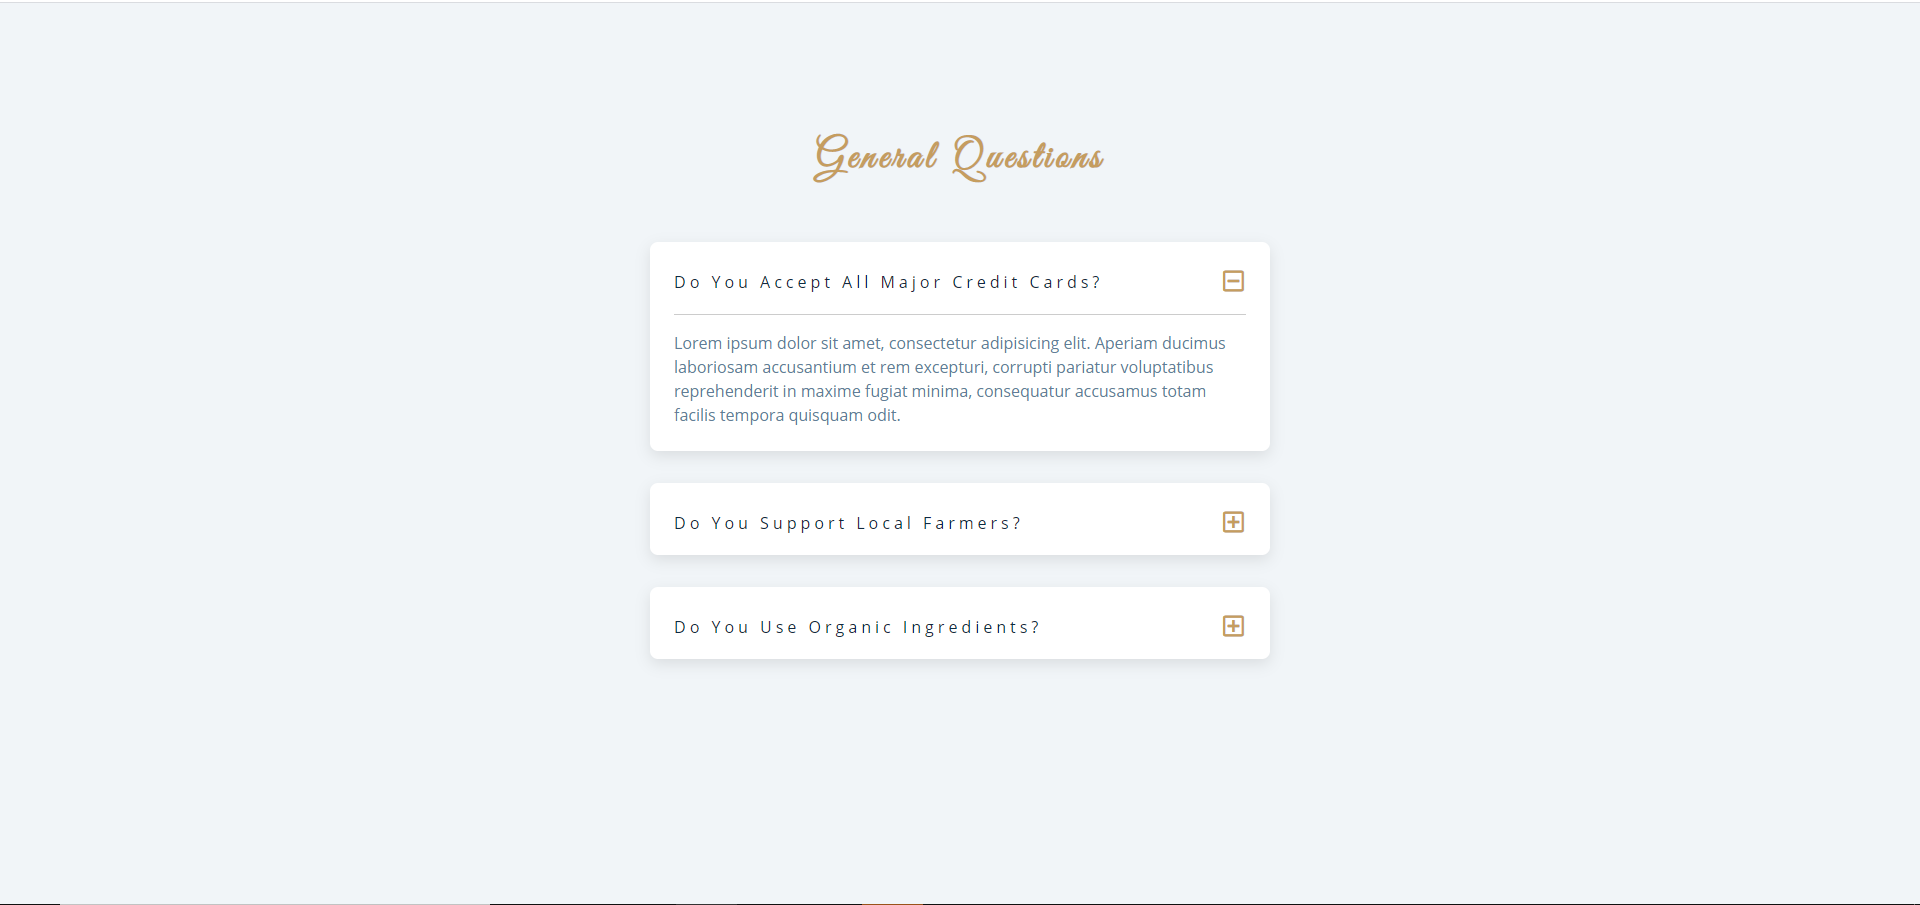 General Questions
Do You Accept All Major Credit Cards?
Lorem ipsum dolor sit amet, consectetur adipisicing elit. Aperiam ducimus
laboriosam accusantium et rem excepturi, corrupti pariatur voluptatibus
reprehenderit in maxime fugiat minima, consequatur accusamus totam
facilis tempora quisquam odit.
Do You Support Local Farmers?
Do You Use Organic Ingredients?